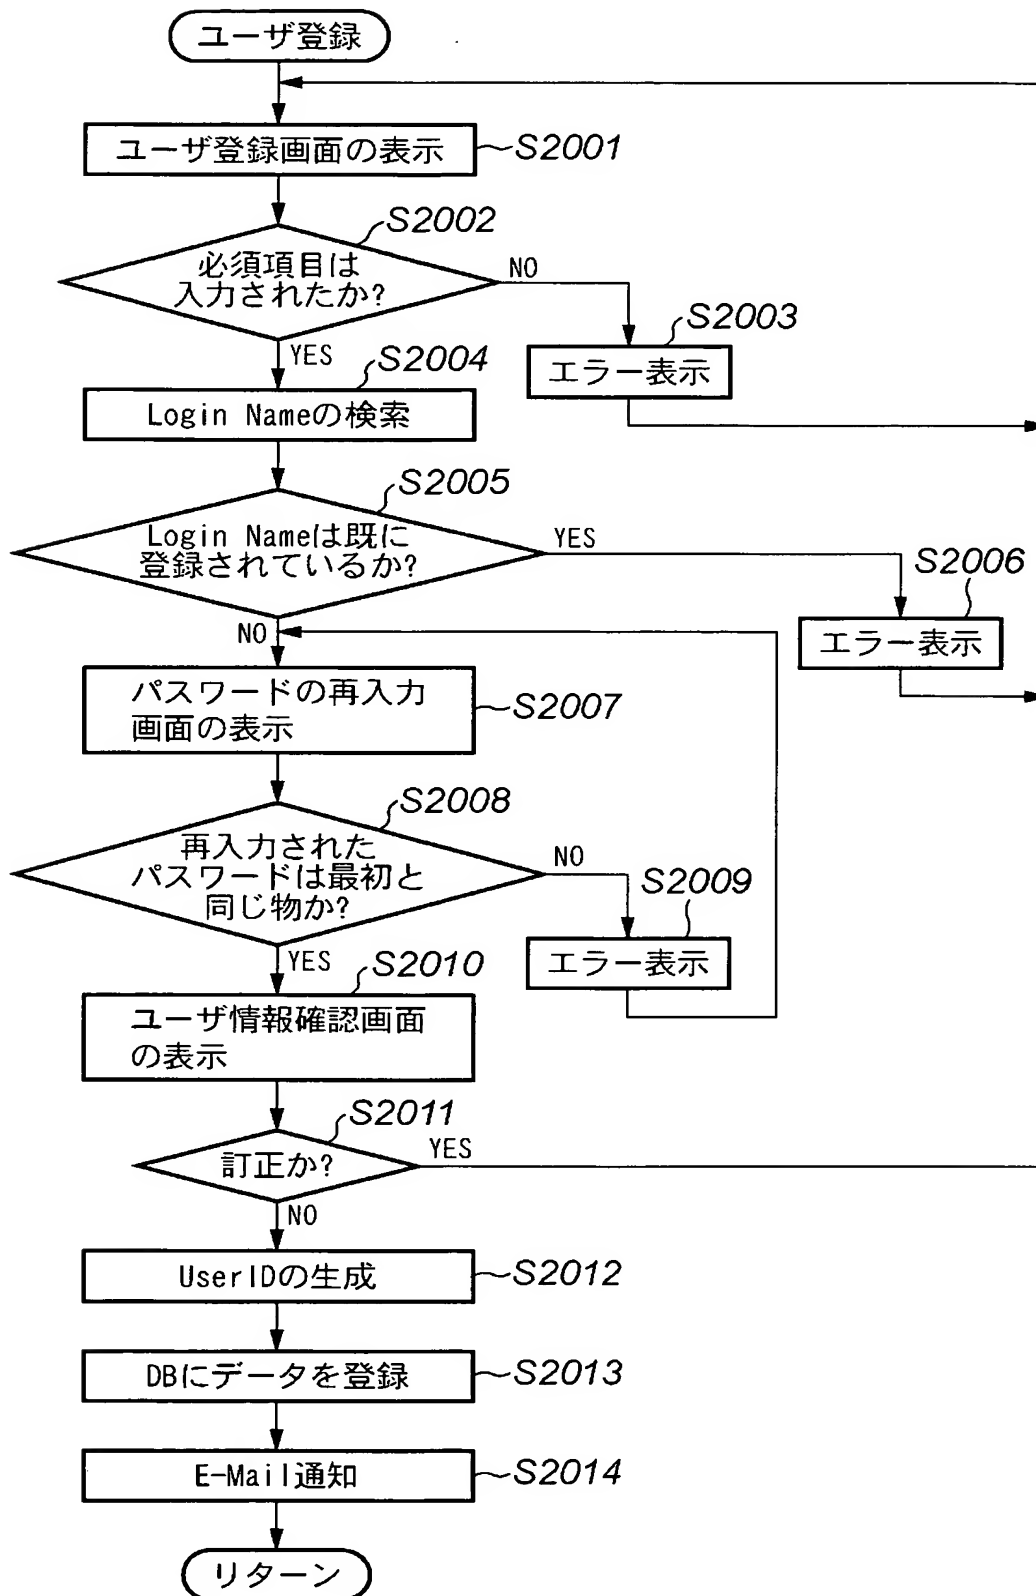 ユーザ登録
ユーザ登録画面の表示
S2001
S2002
必須項目は
入力されたか?
NO
YES
S2003
エラー表示
S2004
Login Nameの検索
S2005
Login Nameは既に
登録されているか?
YES
NO
S2006
エラー表示
パスワードの再入力
画面の表示
S2007
S2008
再入力された
パスワードは最初と
同じ物か?
NO
YES
S2009
エラー表示
S2010
ユーザ情報確認画面
の表示
S2011
訂正か?
YES
NO
UserIDの生成
S2012
DBにデータを登録
S2013
E-Mail通知
S2014
リターン